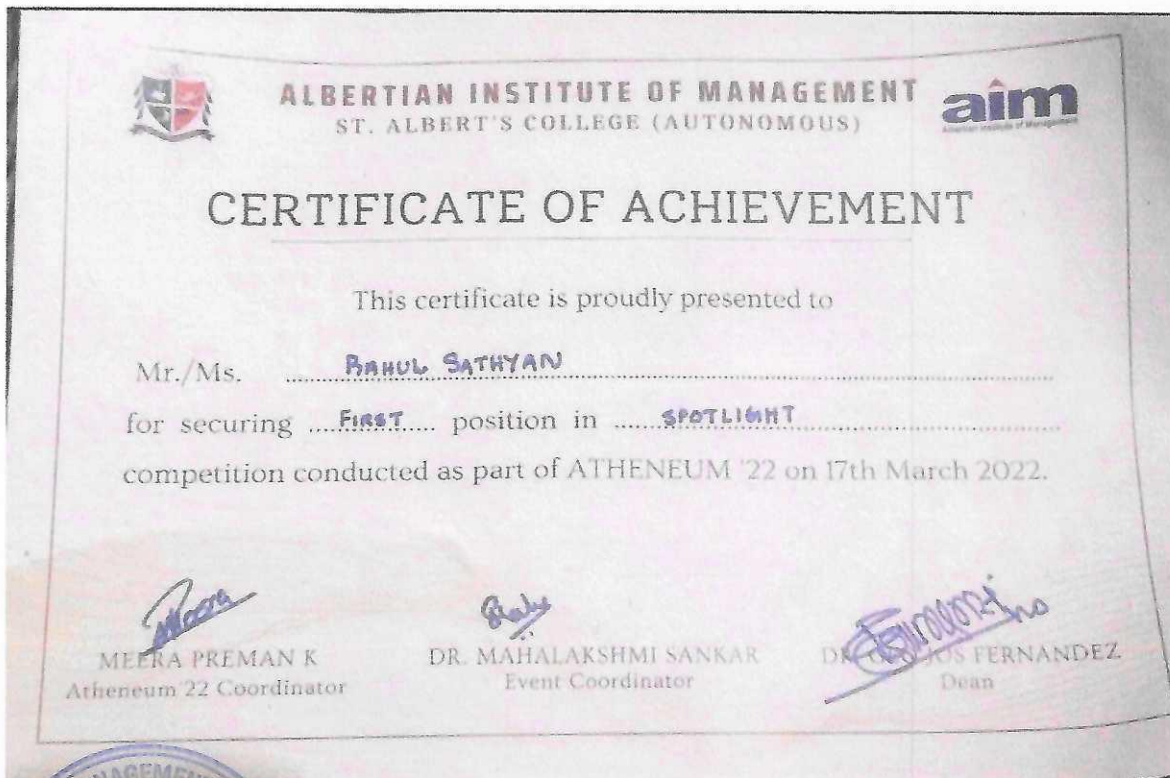 ALBERTIAN INSTITUTE OF MANAGEMENT
ST. ALBERT'S COLLEGE (AUTONOMOUS)
aim
CERTIFICATE OF ACHIEVEMENT
This certificate is proudly presented to
Mr./Ms. RAHUL SATHYAN
for securing FIRST position in SPOTLIGHT
competition conducted as part of ATHENEUM '22 on 17th March 2022.
MEERA PREMAN K
Atheneum '22 Coordinator
DR. MAHALAKSHMI SANKAR
Event Coordinator
DR. JOS FERNANDEZ
Dean